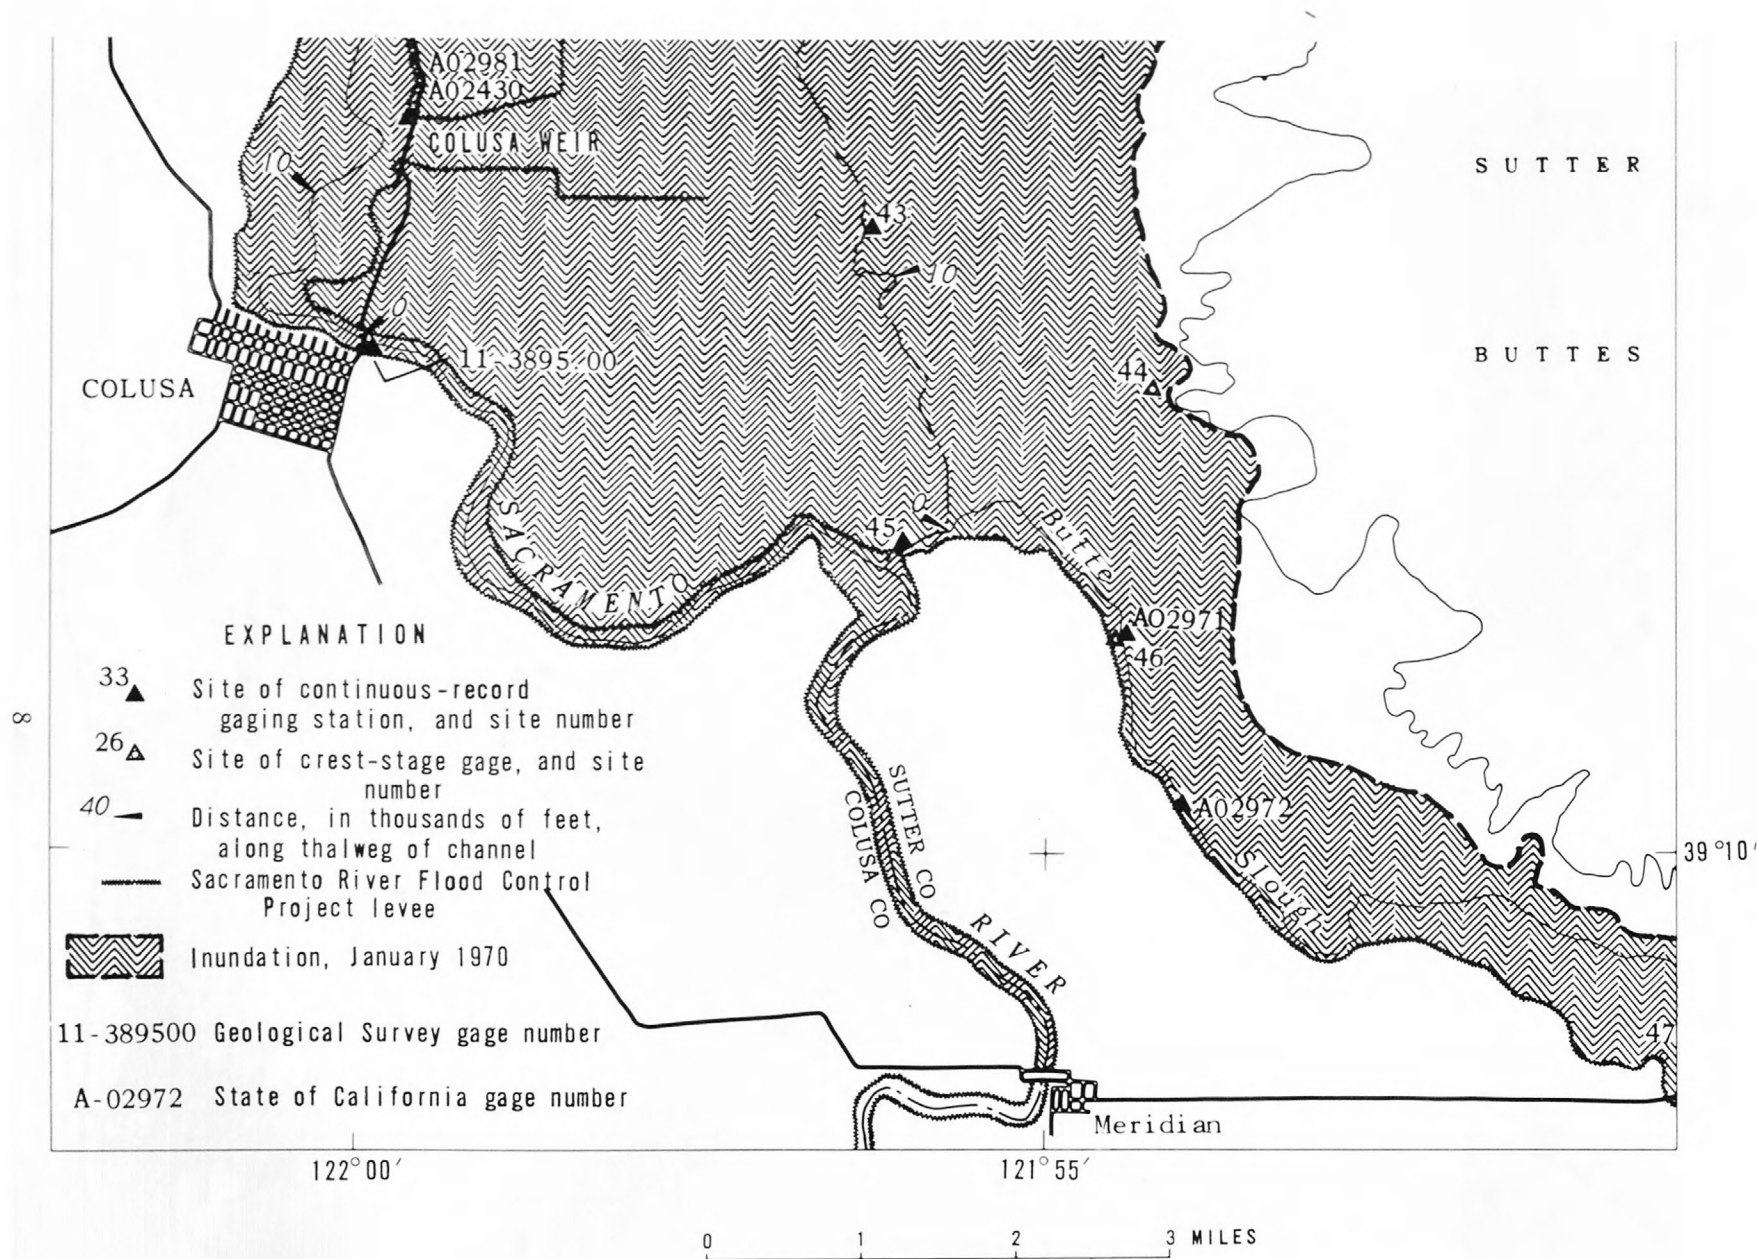 A02981
A02430
COLUSA WEIR
10
43
SUTTER
10
0
11-3895.00
BUTTES
44
COLUSA
SACRAMENTO
45
0
Butte
A02971
46
EXPLANATION
33
Site of continuous-record
gaging station, and site number
26
Site of crest-stage gage, and site
number
40
Distance, in thousands of feet,
along thalweg of channel
Sacramento River Flood Control
Project levee
Inundation, January 1970
11-389500 Geological Survey gage number
A-02972 State of California gage number
8
SUTTER CO
COLUSA CO
RIVER
A02972
Slough
39°10'
47
Meridian
122°00'
121°55'
0 1 2 3 MILES